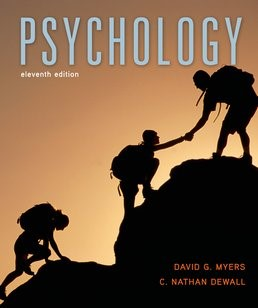 PSYCHOLOGY
eleventh edition
DAVID G. MYERS
C. NATHAN DEWALL